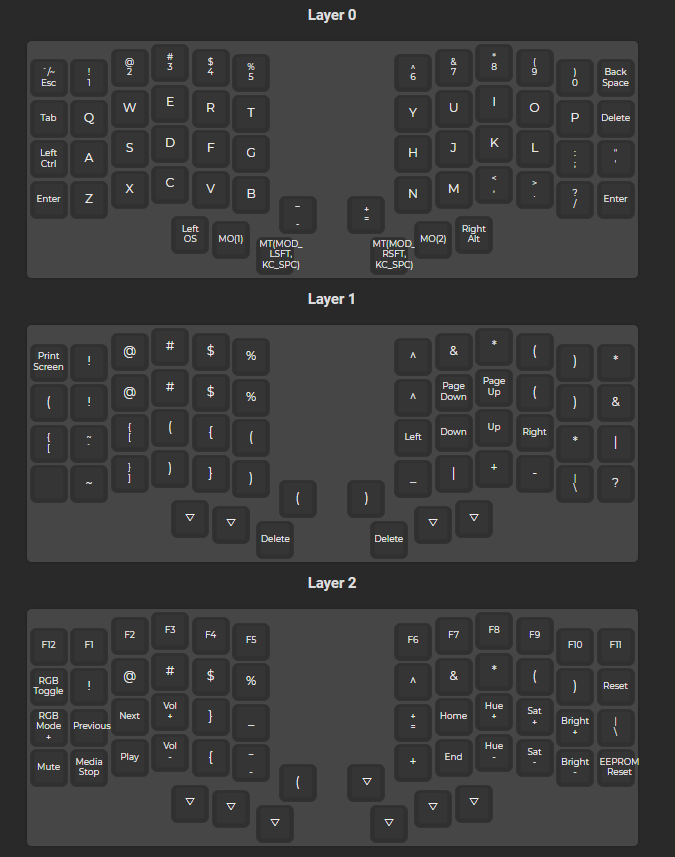 Layer 0
~/~ Esc
! 1
@ 2
# 3
$ 4
% 5
^ 6
& 7
* 8
( 9
) 0
Back Space
Tab
Q
W
E
R
T
Y
U
I
O
P
Delete
Left Ctrl
A
S
D
F
G
H
J
K
L
: ;
" '
Enter
Z
X
C
V
B
_ -
+ =
N
M
< ,
> .
? /
Enter
Left OS
MO(1)
MT(MOD_ LSFT, KC_SPC)
MT(MOD_ RSFT, KC_SPC)
MO(2)
Right Alt
Layer 1
Print Screen
!
@
#
$
%
^
&
*
(
)
*
(
!
@
#
$
%
^
Page Down
Page Up
(
)
&
{ [
~ `
{ [
(
{
(
Left
Down
Up
Right
*
|
~
} ]
)
}
)
(
)
_
|
+
-
| \
?
▽
▽
Delete
Delete
▽
▽
Layer 2
F12
F1
F2
F3
F4
F5
F6
F7
F8
F9
F10
F11
RGB Toggle
!
@
#
$
%
^
&
*
(
)
Reset
RGB Mode +
Previous
Next
Vol +
}
_
+ =
Home
Hue +
Sat +
Bright +
| \
Mute
Media Stop
Play
Vol -
{
_ -
(
▽
+
End
Hue -
Sat -
Bright -
EEPROM Reset
▽
▽
▽
▽
▽
▽